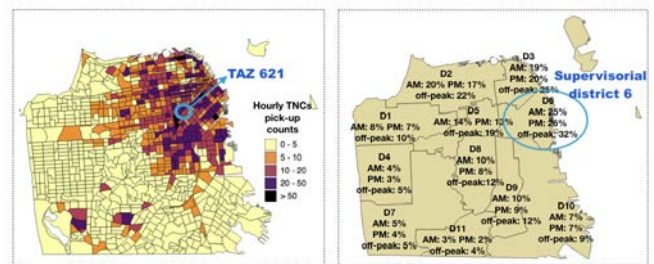 TAZ 621
Hourly TNCs
pick-up
counts
0 - 5
5 - 10
10 - 20
20 - 50
> 50
D3
AM: 19%
PM: 20%
off-peak: 25%
D2
AM: 20% PM: 17%
off-peak: 22%
Supervisorial
district 6
D6
AM: 25%
PM: 26%
off-peak: 32%
D1
AM: 8% PM: 7%
off-peak: 10%
D5
AM: 14% PM: 13%
off-peak: 19%
D4
AM: 4%
PM: 3%
off-peak: 5%
D8
AM: 10%
PM: 8%
off-peak:12%
D9
AM: 10%
PM: 9%
off-peak: 12%
D10
AM: 7%
PM: 7%
off-peak: 9%
D7
AM: 5%
PM: 4%
off-peak: 5%
D11
AM: 3% PM: 2%
off-peak: 4%